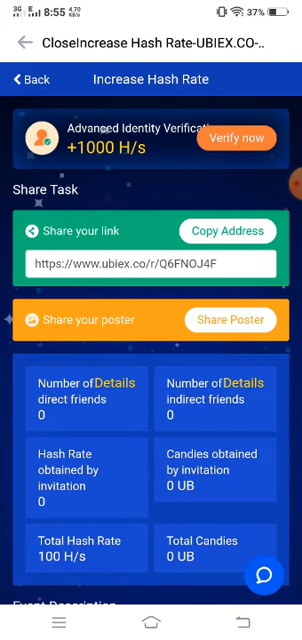 3G E 8:55 4.70 KB/s 37%
CloseIncrease Hash Rate-UBIEX.CO-..
Back Increase Hash Rate
Advanced Identity Verificati
+1000 H/s
Verify now
Share Task
Share your link Copy Address
https://www.ubiex.co/r/Q6FNOJ4F
Share your poster Share Poster
Number of Details
direct friends
0
Number of Details
indirect friends
0
Hash Rate
obtained by
invitation
0
Candies obtained
by invitation
0 UB
Total Hash Rate
100 H/s
Total Candies
0 UB
Event Description